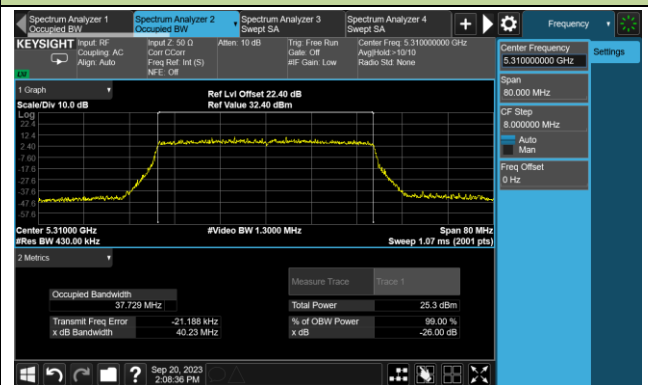 Spectrum Analyzer 1
Occupied BW
Spectrum Analyzer 2
Occupied BW
Spectrum Analyzer 3
Swept SA
Spectrum Analyzer 4
Swept SA
+
Frequency
KEYSIGHT
Input: RF
Coupling: AC
Align: Auto
Input Z: 50 Ω
Corr CCorr
Freq Ref: Int (S)
NFE: Off
Atten: 10 dB
Trig: Free Run
Gate: Off
#IF Gain: Low
Center Freq: 5.310000000 GHz
Avg|Hold:>10/10
Radio Std: None
Center Frequency
5.310000000 GHz
Settings
Span
80.000 MHz
CF Step
8.000000 MHz
Auto
Man
Freq Offset
0 Hz
1 Graph
Scale/Div 10.0 dB
Ref Lvl Offset 22.40 dB
Ref Value 32.40 dBm
Log
22.4
12.4
2.40
-7.60
-17.6
-27.6
-37.6
-47.6
-57.6
Center 5.31000 GHz
#Res BW 430.00 kHz
#Video BW 1.3000 MHz
Span 80 MHz
Sweep 1.07 ms (2001 pts)
2 Metrics
Measure Trace
Trace 1
Occupied Bandwidth
37.729 MHz
Total Power
25.3 dBm
Transmit Freq Error
-21.188 kHz
% of OBW Power
99.00 %
x dB Bandwidth
40.23 MHz
x dB
-26.00 dB
?
Sep 20, 2023
2:08:36 PM